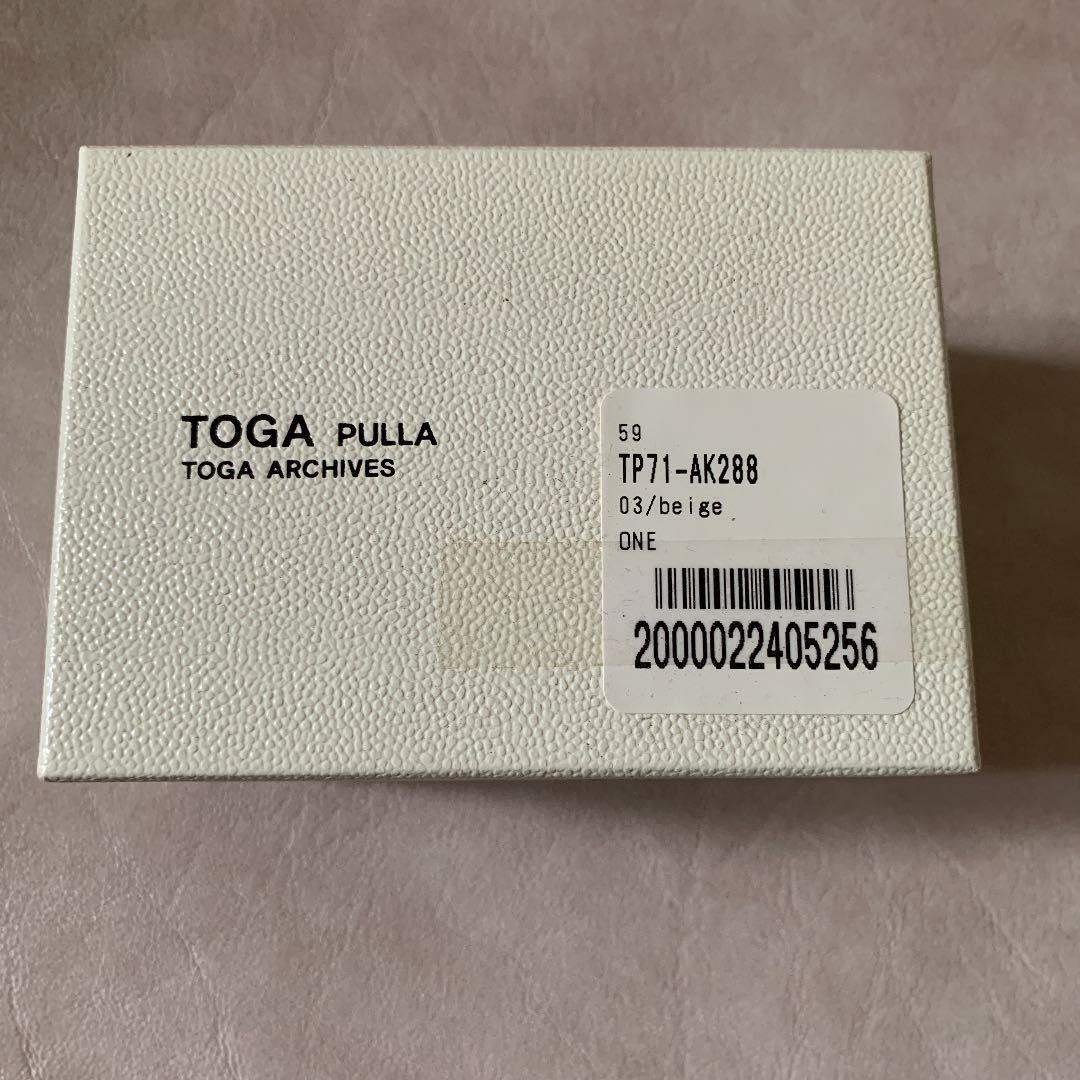 TOGA PULLA
TOGA ARCHIVES
59
TP71-AK288
03/beige
ONE
2000022405256